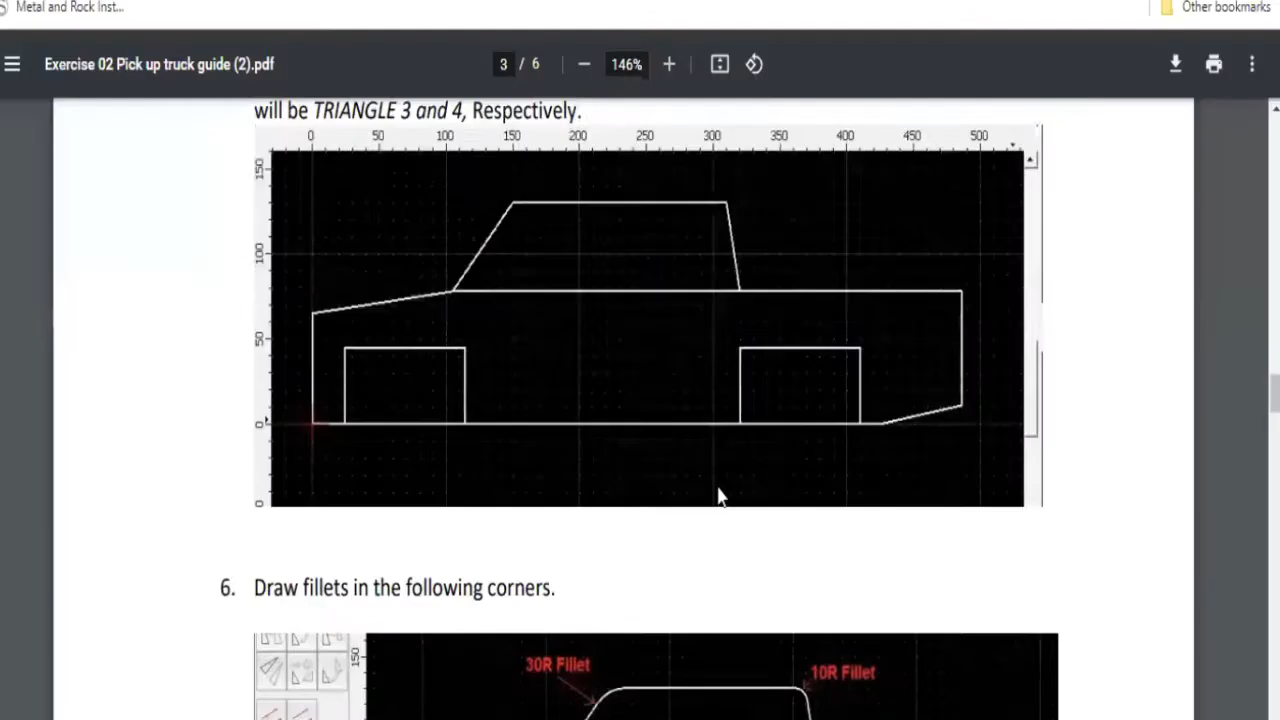 Metal and Rock Inst...
Other bookmarks
Exercise 02 Pick up truck guide (2).pdf
3 / 6
146%
will be TRIANGLE 3 and 4, Respectively.
0 50 100 150 200 250 300 350 400 450 500
150
100
50
0
0
6. Draw fillets in the following corners.
150
30R Fillet
10R Fillet